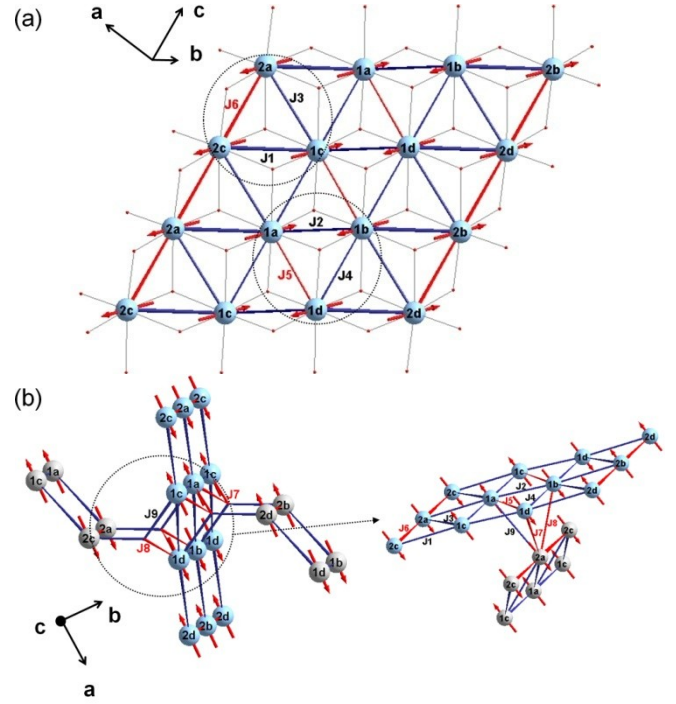 (a)
a c
b
2a 1a 1b 2b
J6 J3
2c 1c 1d 2d
J1
2a 1a J2 1b 2b
J5 J4
2c 1c 1d 2d
(b)
2c 2a 2c
1c 1a
1c 1a 1c J7
J9
2c 2a
2d 2b
J8
1d 1b 1d
1d 1b
2d 2b 2d
c b
a
2d
1c 1d 2b
J2
2c 1a 1b 2d
J5 J4
2a J3 1c 1d
J6
2c J1 J9 J7 J8
2c
2a 1c
2c 1a
1c